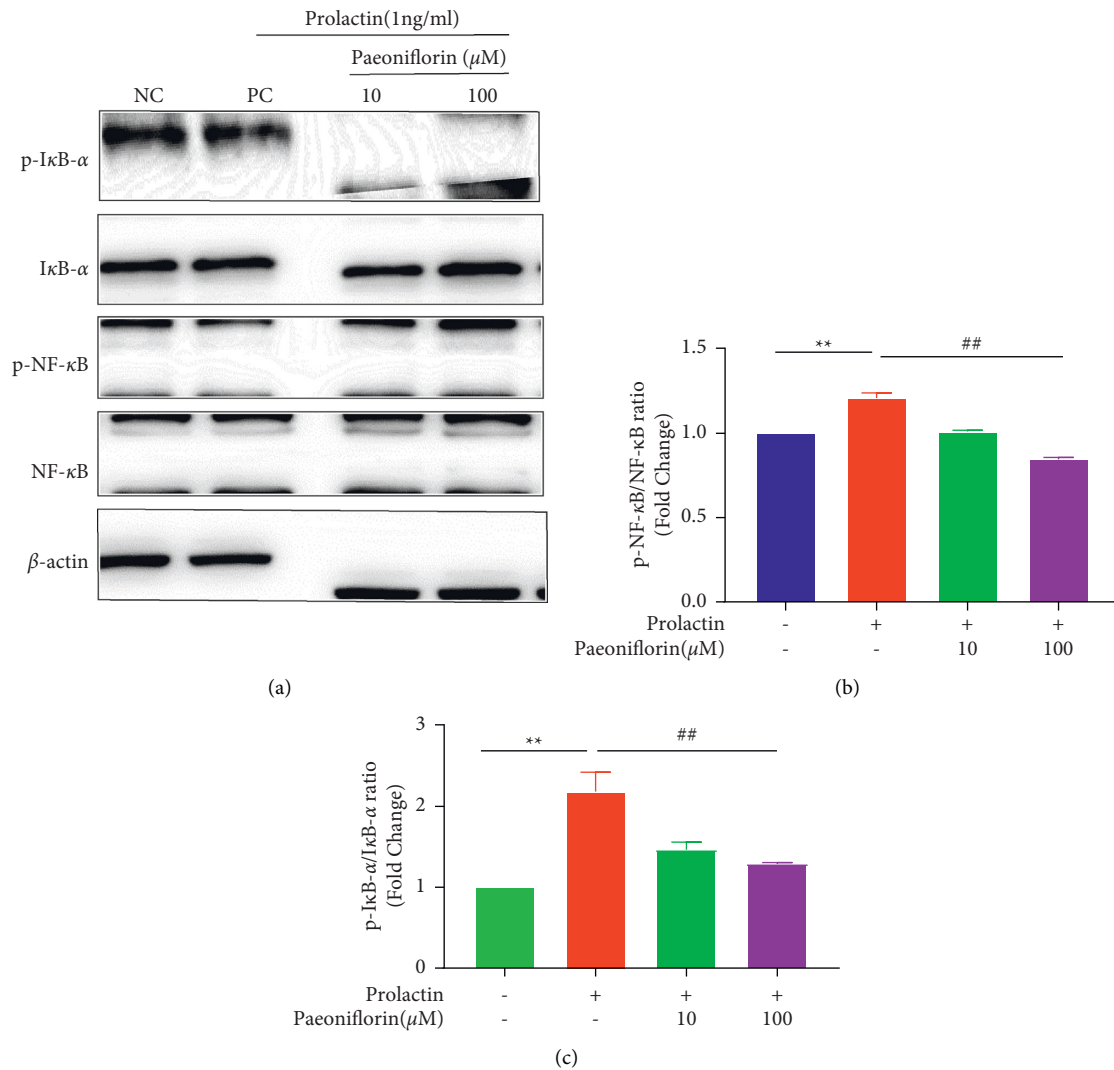 Prolactin(1ng/ml)
Paeoniflorin (μM)
NC PC 10 100
p-IκB-α
IκB-α
p-NF-κB
NF-κB
β-actin
(a)
p-NF-κB/NF-κB ratio
(Fold Change)
1.5
1.0
0.5
0.0
** ##
Prolactin - + + +
Paeoniflorin(μM) - - 10 100
(b)
p-IκB-α/IκB-α ratio
(Fold Change)
3
2
1
0
** ##
Prolactin - + + +
Paeoniflorin(μM) - - 10 100
(c)